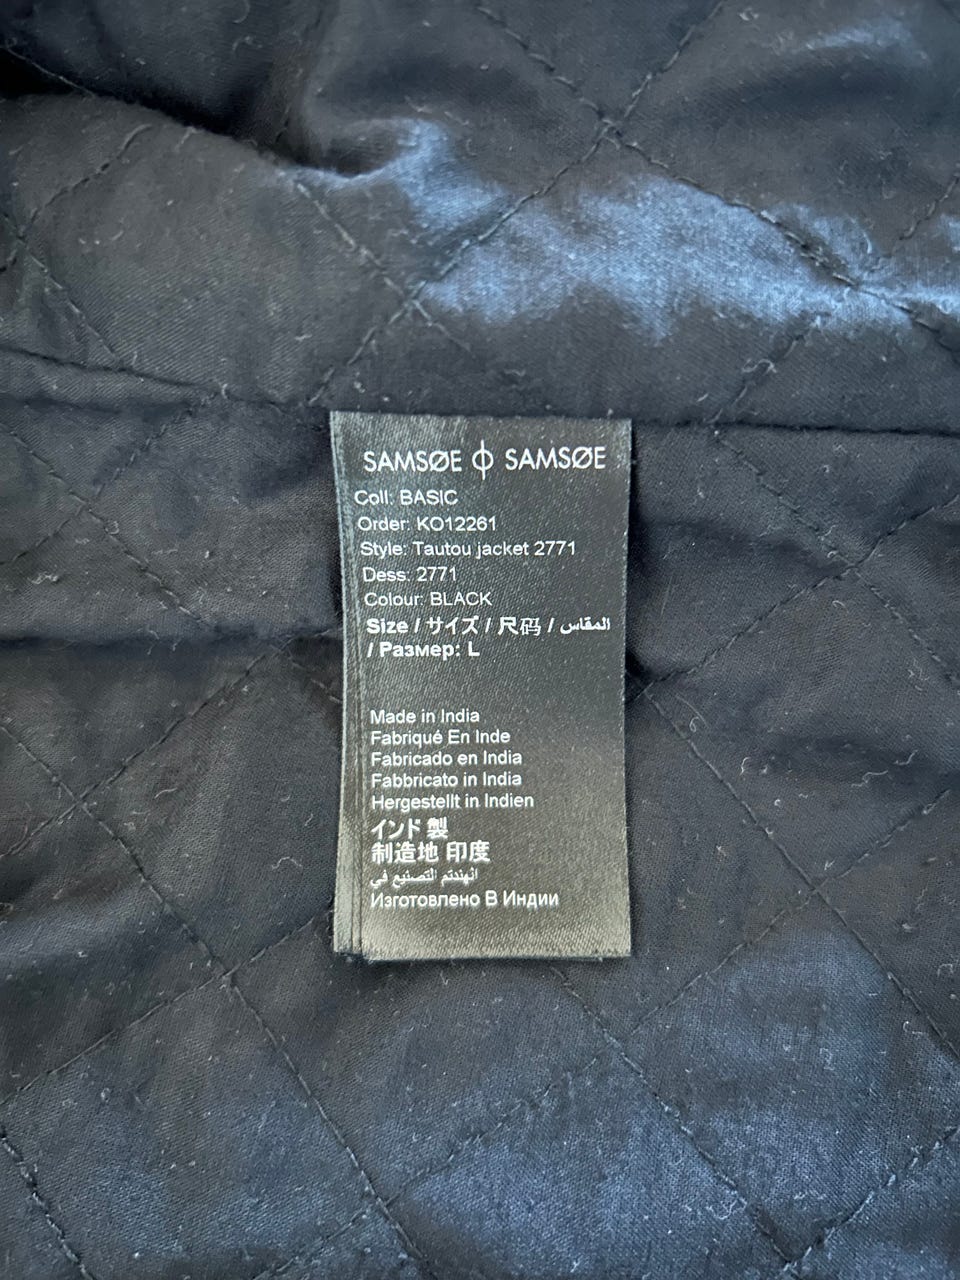 SAMSØE ϕ SAMSØE
Coll: BASIC
Order: KO12261
Style: Tautou jacket 2771
Dess: 2771
Colour: BLACK
Size / サイズ / 尺码 / المقاس
/ Размер: L
Made in India
Fabriqué En Inde
Fabricado en India
Fabbricato in India
Hergestellt in Indien
インド 製
制造地 印度
انهندتم التصنيع في
Изготовлено В Индии